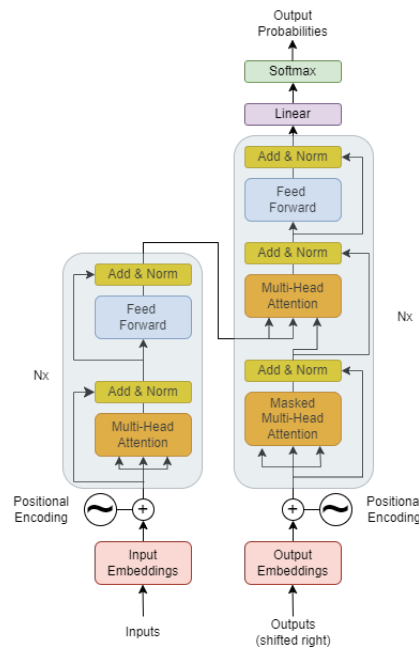 Output
Probabilities
Softmax
Linear
Add & Norm
Feed
Forward
Add & Norm
Multi-Head
Attention
Nx
Add & Norm
Masked
Multi-Head
Attention
Positional
Encoding
Output
Embeddings
Outputs
(shifted right)
Add & Norm
Feed
Forward
Nx
Add & Norm
Multi-Head
Attention
Positional
Encoding
Input
Embeddings
Inputs